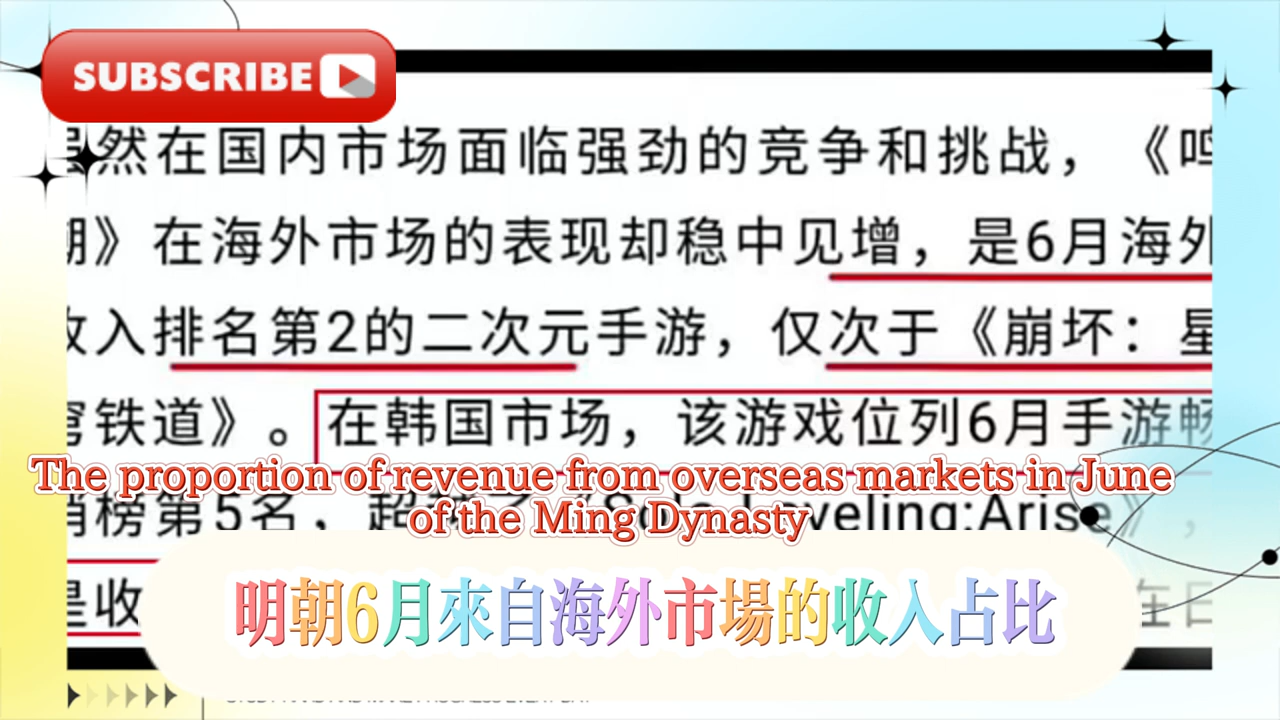 SUBSCRIBE
虽然在国内市场面临强劲的竞争和挑战，《鸣
潮》在海外市场的表现却稳中见增，是6月海外
收入排名第2的二次元手游，仅次于《崩坏：星
穹铁道》。在韩国市场，该游戏位列6月手游畅
The proportion of revenue from overseas markets in June
销榜第5名，超越了《Solo Leveling:Arise》，
of the Ming Dynasty
是收
在日
明朝6月來自海外市場的收入占比